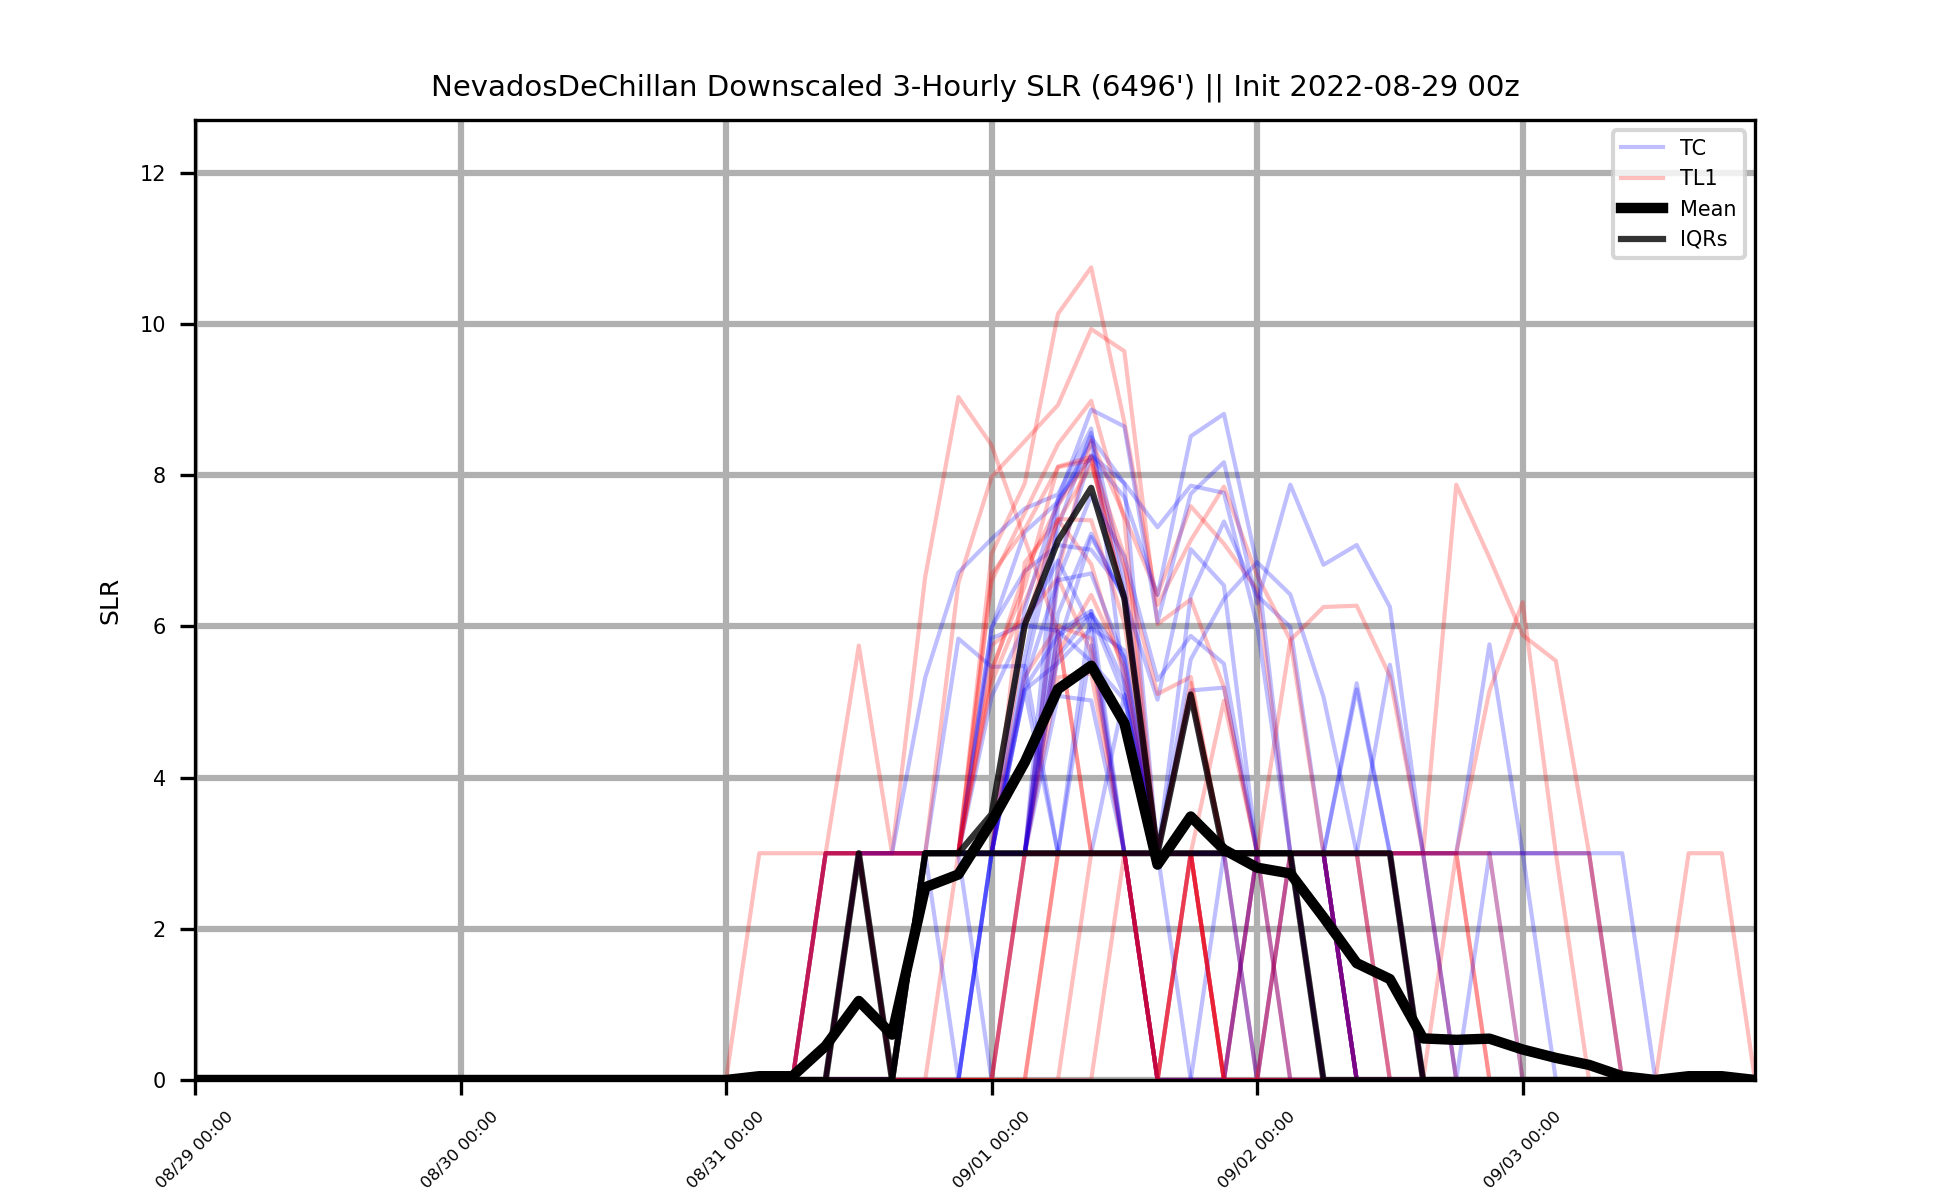 NevadosDeChillan Downscaled 3-Hourly SLR (6496') || Init 2022-08-29 00z
TC
TL1
Mean
IQRs
12
10
8
6
4
2
0
SLR
08/29 00:00
08/30 00:00
08/31 00:00
09/01 00:00
09/02 00:00
09/03 00:00